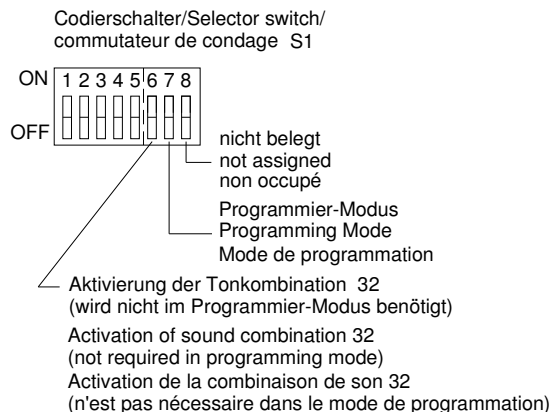 Codierschalter/Selector switch/
commutateur de condage S1
ON 1 2 3 4 5 6 7 8
OFF
nicht belegt
not assigned
non occupé
Programmier-Modus
Programming Mode
Mode de programmation
Aktivierung der Tonkombination 32
(wird nicht im Programmier-Modus benötigt)
Activation of sound combination 32
(not required in programming mode)
Activation de la combinaison de son 32
(n'est pas nécessaire dans le mode de programmation)